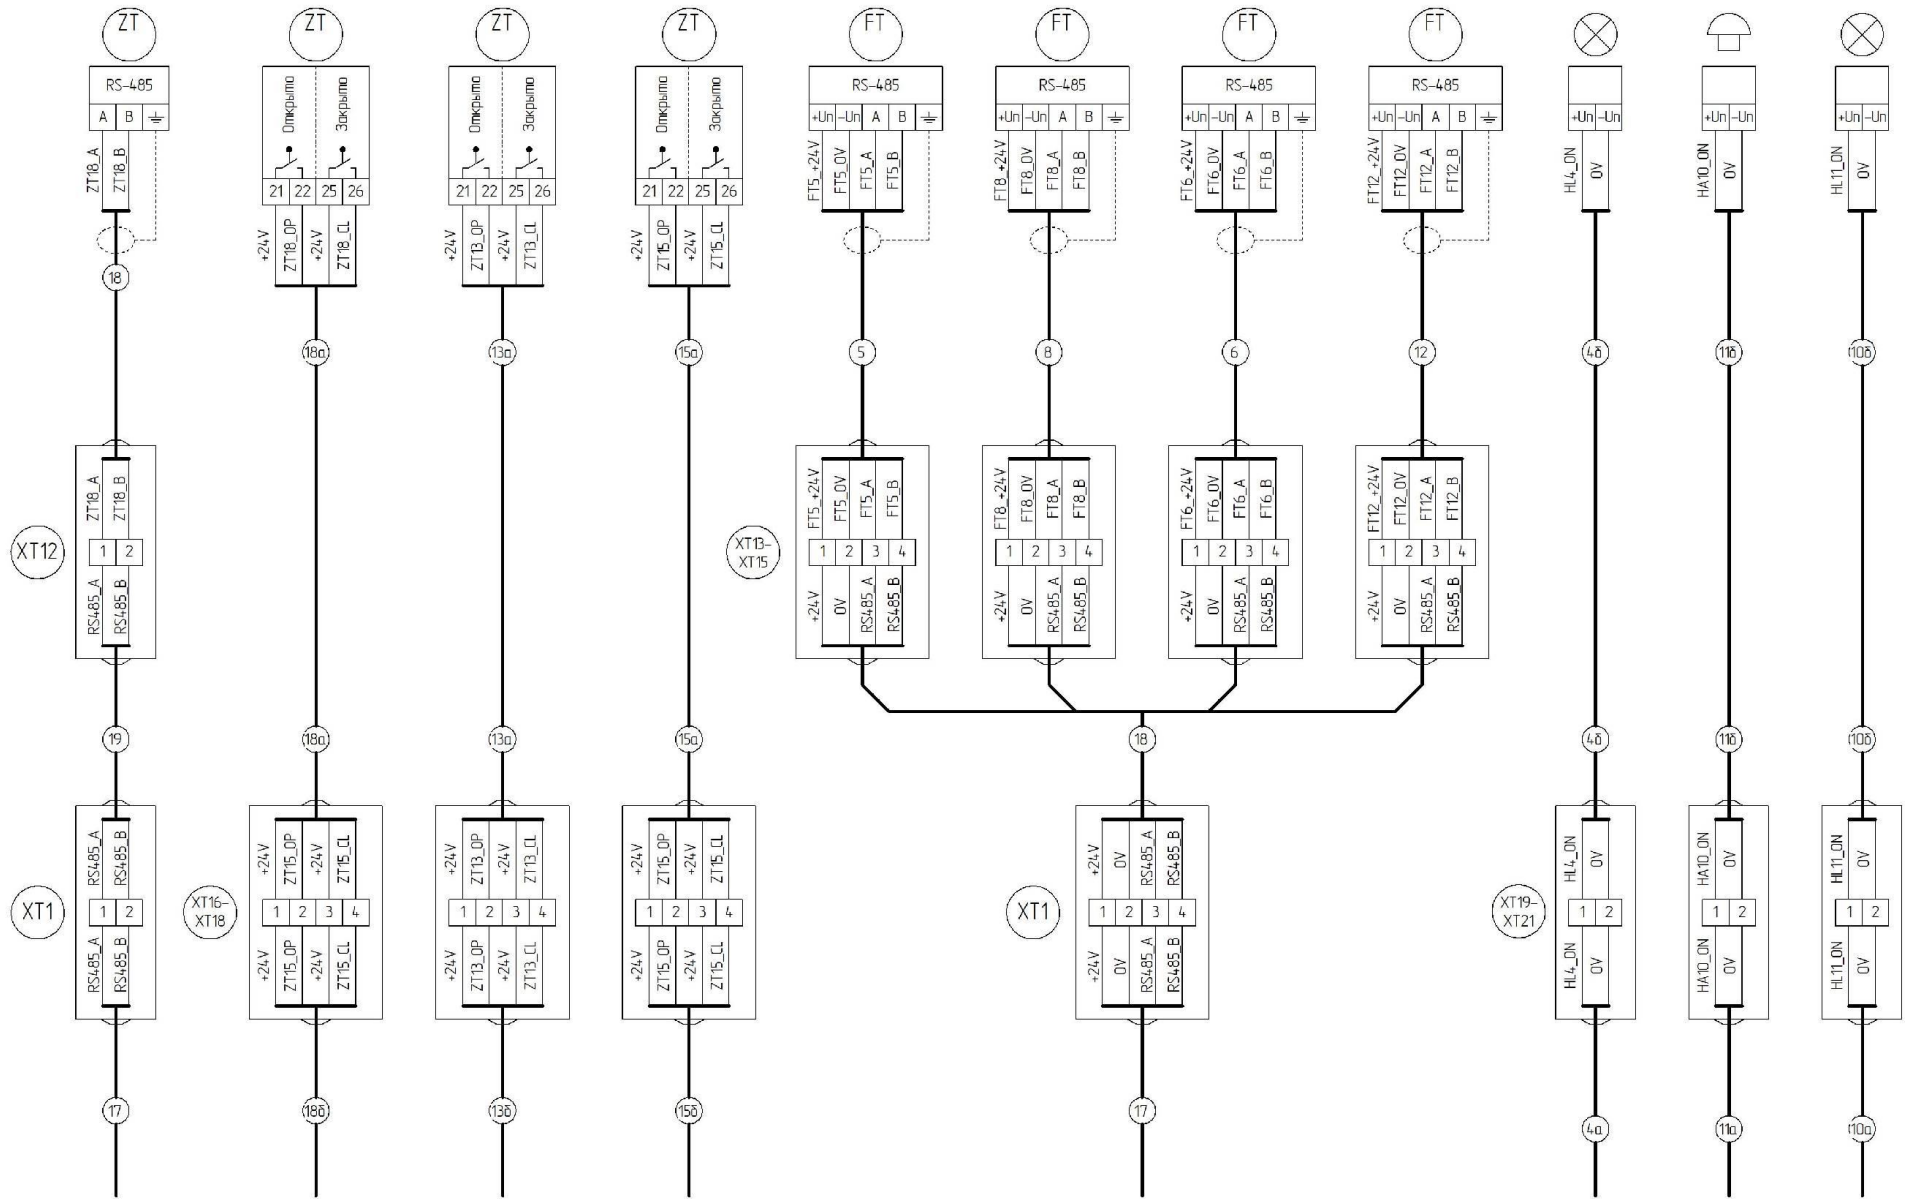 ZT ZT ZT ZT FT FT FT FT
RS-485 RS-485 RS-485 RS-485 RS-485
Открыто Закрыто Открыто Закрыто Открыто Закрыто
A B +Un -Un A B +Un -Un A B +Un -Un A B +Un -Un A B +Un -Un +Un -Un +Un -Un
21 22 25 26 21 22 25 26 21 22 25 26
ZT18_A ZT18_B FT5_+24V FT5_0V FT5_A FT5_B FT8_+24V FT8_0V FT8_A FT8_B FT6_+24V FT6_0V FT6_A FT6_B FT12_+24V FT12_0V FT12_A FT12_B HL4_ON 0V HA10_ON 0V HL11_ON 0V
+24V ZT18_OP +24V ZT18_CL +24V ZT13_OP +24V ZT13_CL +24V ZT15_OP +24V ZT15_CL
18
18а 13а 15а 5 8 6 12 4б 11б 10б
ZT18_A ZT18_B FT5_+24V FT5_0V FT5_A FT5_B FT8_+24V FT8_0V FT8_A FT8_B FT6_+24V FT6_0V FT6_A FT6_B FT12_+24V FT12_0V FT12_A FT12_B
XT12 1 2 XT13-
XT15 1 2 3 4 1 2 3 4 1 2 3 4 1 2 3 4
RS485_A RS485_B +24V 0V RS485_A RS485_B +24V 0V RS485_A RS485_B +24V 0V RS485_A RS485_B +24V 0V RS485_A RS485_B
19 18а 13а 15а 18 4б 11б 10б
RS485_A RS485_B +24V ZT15_OP +24V ZT15_CL +24V ZT13_OP +24V ZT13_CL +24V ZT15_OP +24V ZT15_CL +24V 0V RS485_A RS485_B HL4_ON 0V HA10_ON 0V HL11_ON 0V
XT1 1 2 XT16-
XT18 1 2 3 4 1 2 3 4 1 2 3 4 XT1 1 2 3 4 XT19-
XT21 1 2 1 2 1 2
RS485_A RS485_B +24V ZT15_OP +24V ZT15_CL +24V ZT13_OP +24V ZT13_CL +24V ZT15_OP +24V ZT15_CL +24V 0V RS485_A RS485_B HL4_ON 0V HA10_ON 0V HL11_ON 0V
17 18б 13б 15б 17 4а 11а 10а